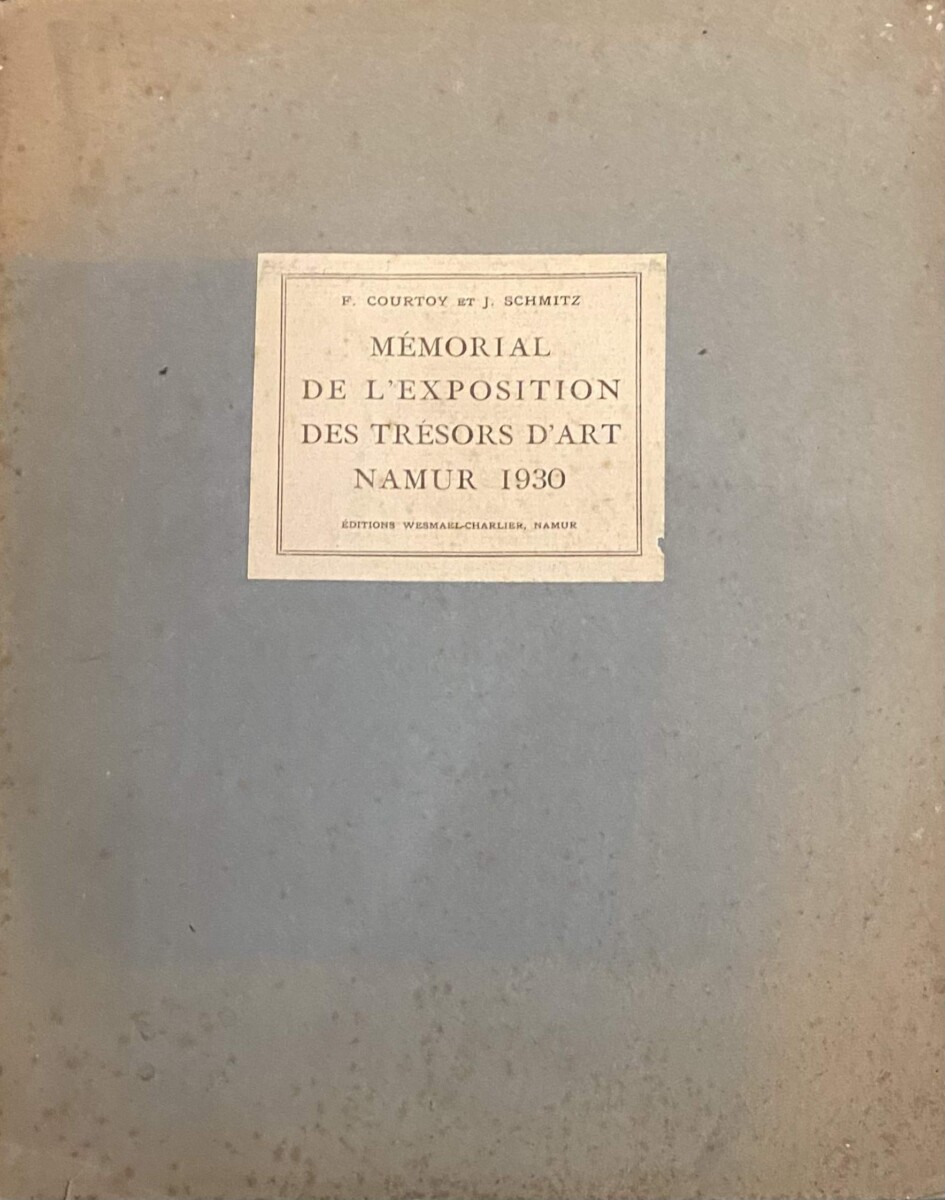 F. COURTOY ET J. SCHMITZ
MÉMORIAL
DE L'EXPOSITION
DES TRÉSORS D'ART
NAMUR 1930
ÉDITIONS WESMAEL-CHARLIER, NAMUR